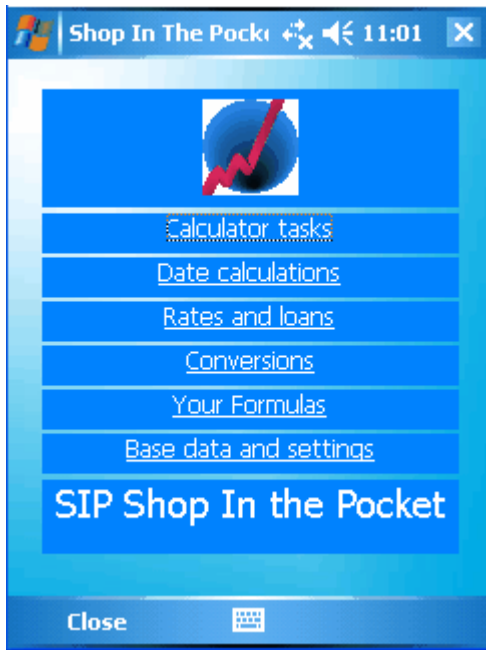 Shop In The Pock 11:01
Calculator tasks
Date calculations
Rates and loans
Conversions
Your Formulas
Base data and settings
SIP Shop In the Pocket
Close